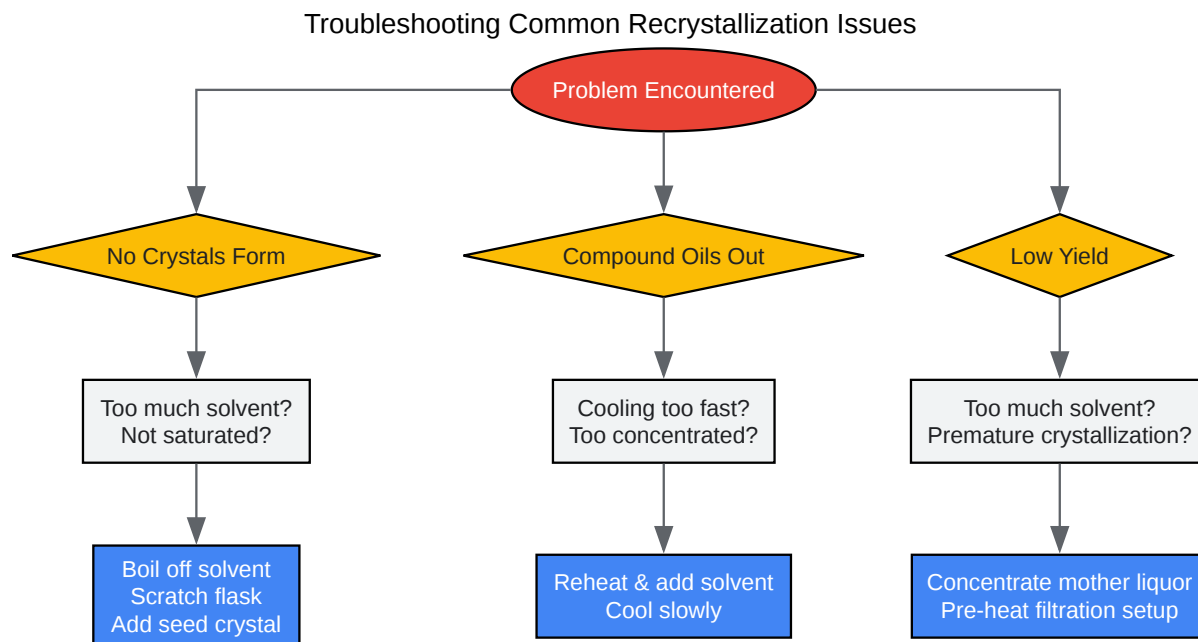 Troubleshooting Common Recrystallization Issues
Problem Encountered
No Crystals Form
Compound Oils Out
Low Yield
Too much solvent?
Not saturated?
Cooling too fast?
Too concentrated?
Too much solvent?
Premature crystallization?
Boil off solvent
Scratch flask
Add seed crystal
Reheat & add solvent
Cool slowly
Concentrate mother liquor
Pre-heat filtration setup